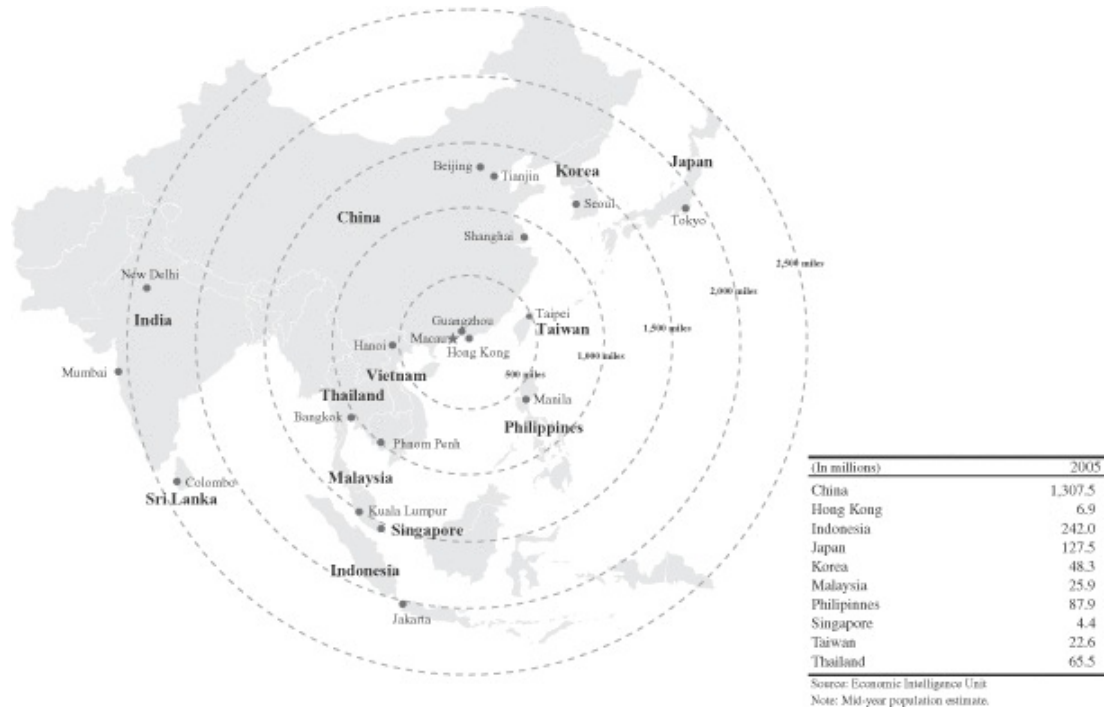 Beijing
Tianjin
Korea
Japan
Seoul
Tokyo
China
Shanghai
2,500 miles
New Delhi
2,000 miles
India
Guangzhou
Taipei
Taiwan
1,500 miles
Macau
Hong Kong
Hanoi
1,000 miles
Mumbai
Vietnam
500 miles
Thailand
Manila
Bangkok
Philippines
Phnom Penh
Malaysia
Colombo
Sri Lanka
Kuala Lumpur
Singapore
Indonesia
Jakarta
(In millions) 2005
China 1,307.5
Hong Kong 6.9
Indonesia 242.0
Japan 127.5
Korea 48.3
Malaysia 25.9
Philipinnes 87.9
Singapore 4.4
Taiwan 22.6
Thailand 65.5
Source: Economic Intelligence Unit
Note: Mid-year population estimate.